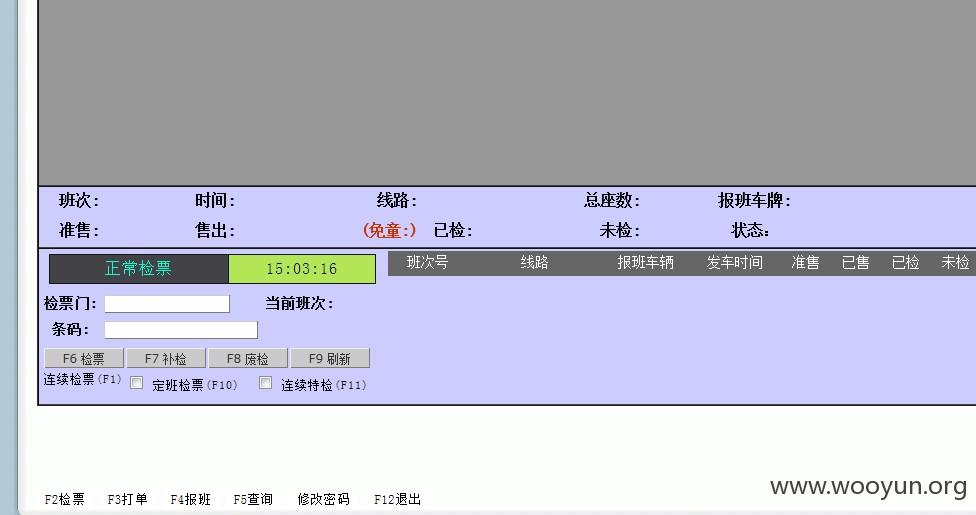 班次: 时间: 线路: 总座数: 报班车牌:
准售: 售出: (免童:) 已检: 未检: 状态:
正常检票 15:03:16 班次号 线路 报班车辆 发车时间 准售 已售 已检 未检
检票门: 当前班次:
条码:
F6 检票 F7 补检 F8 废检 F9 刷新
连续检票(F1) 定班检票(F10) 连续特检(F11)
F2检票 F3打单 F4报班 F5查询 修改密码 F12退出
www.wooyun.org